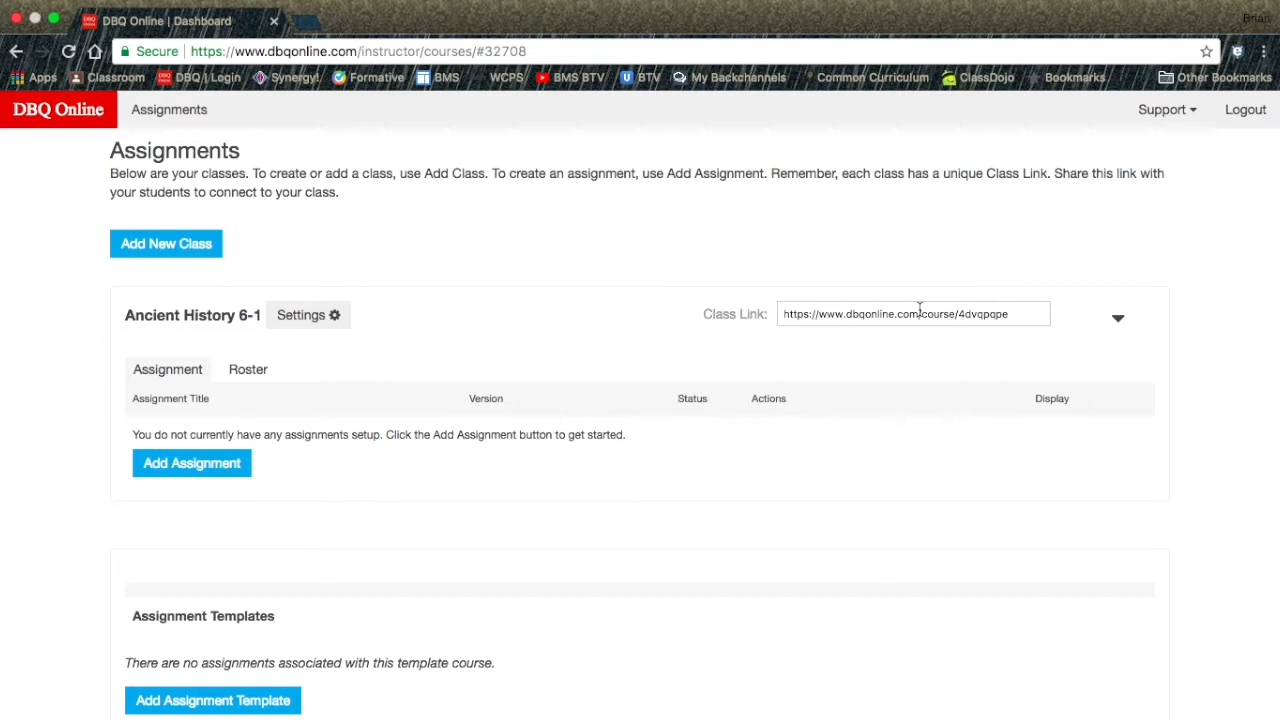 DBQ Online | Dashboard
Brian
Secure https://www.dbqonline.com/instructor/courses/#32708
Apps Classroom DBQ | Login Synergy! Formative BMS WCPS BMS BTV BTV My Backchannels Common Curriculum ClassDojo Bookmarks Other Bookmarks
DBQ Online Assignments Support Logout
Assignments
Below are your classes. To create or add a class, use Add Class. To create an assignment, use Add Assignment. Remember, each class has a unique Class Link. Share this link with
your students to connect to your class.
Add New Class
Ancient History 6-1 Settings Class Link: https://www.dbqonline.com/course/4dvqpqpe
Assignment Roster
Assignment Title Version Status Actions Display
You do not currently have any assignments setup. Click the Add Assignment button to get started.
Add Assignment
Assignment Templates
There are no assignments associated with this template course.
Add Assignment Template